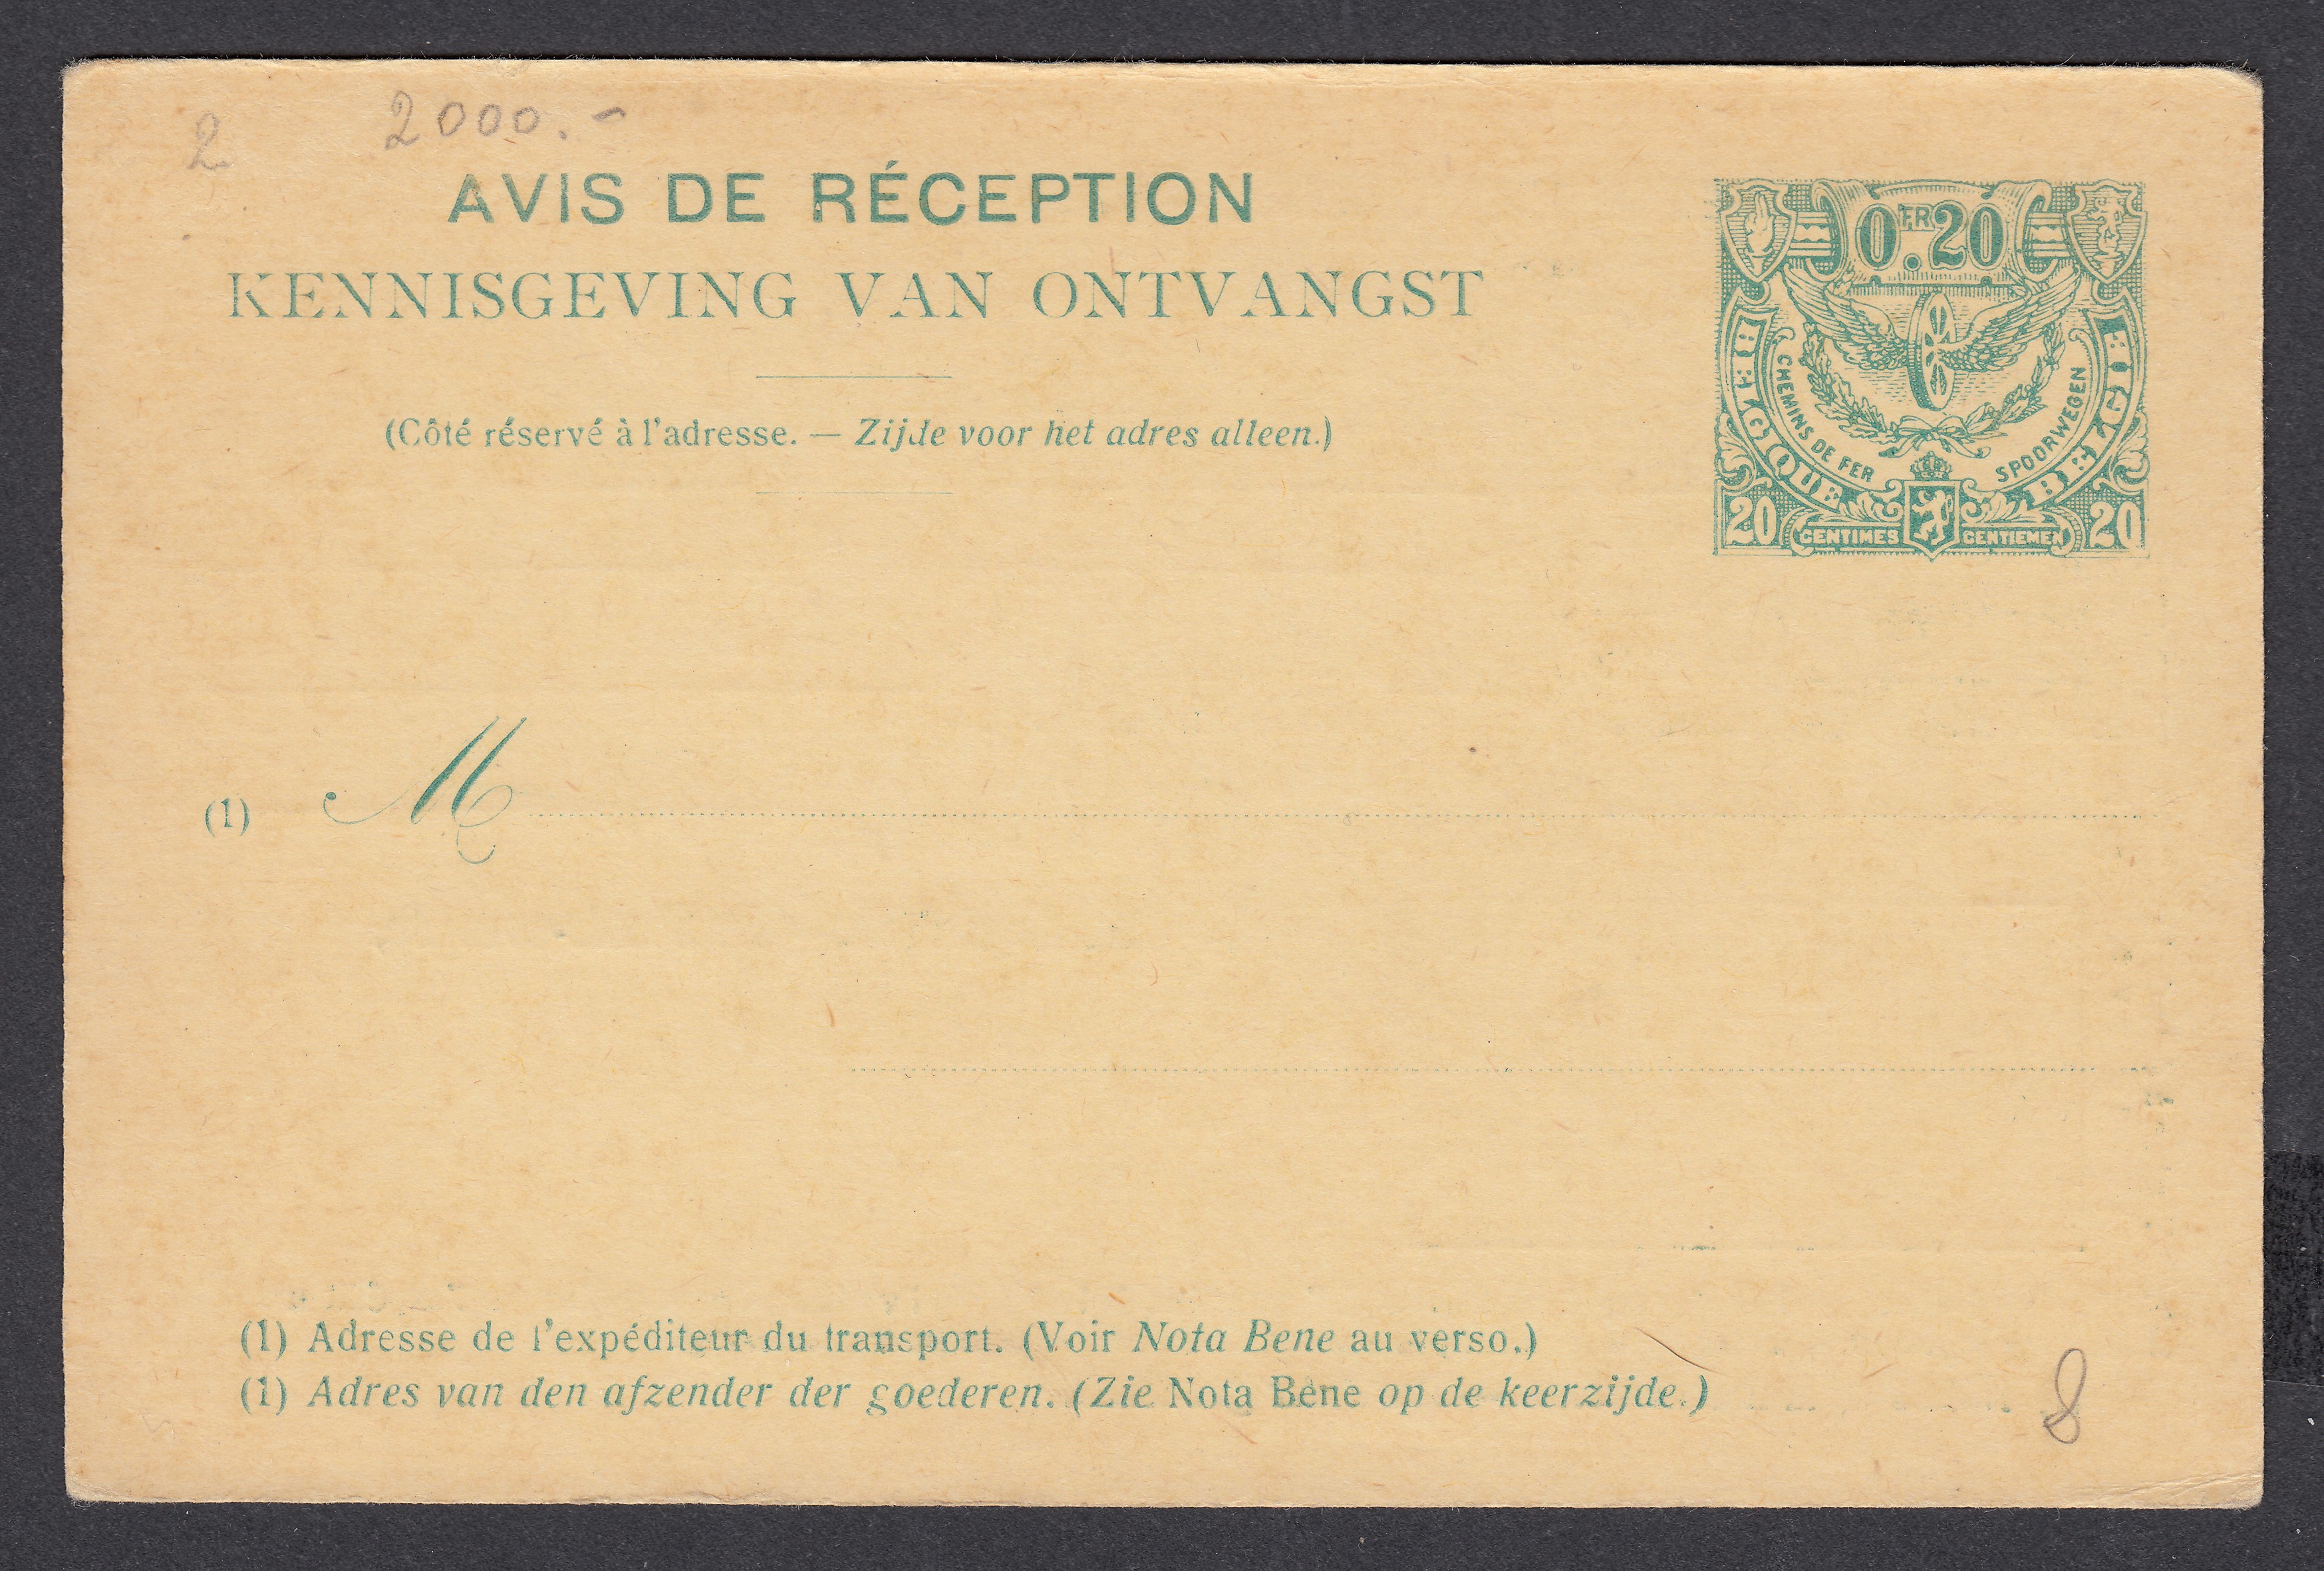 2 2000.-
AVIS DE RÉCEPTION
KENNISGEVING VAN ONTVANGST
(Côté réservé à l'adresse. — Zijde voor het adres alleen.)
0FR.20
BELGIQUE BELGIE
CHEMINS DE FER SPOORWEGEN
20 CENTIMES CENTIEMEN 20
(1) M
(1) Adresse de l'expéditeur du transport. (Voir Nota Bene au verso.)
(1) Adres van den afzender der goederen. (Zie Nota Bene op de keerzijde.)
8